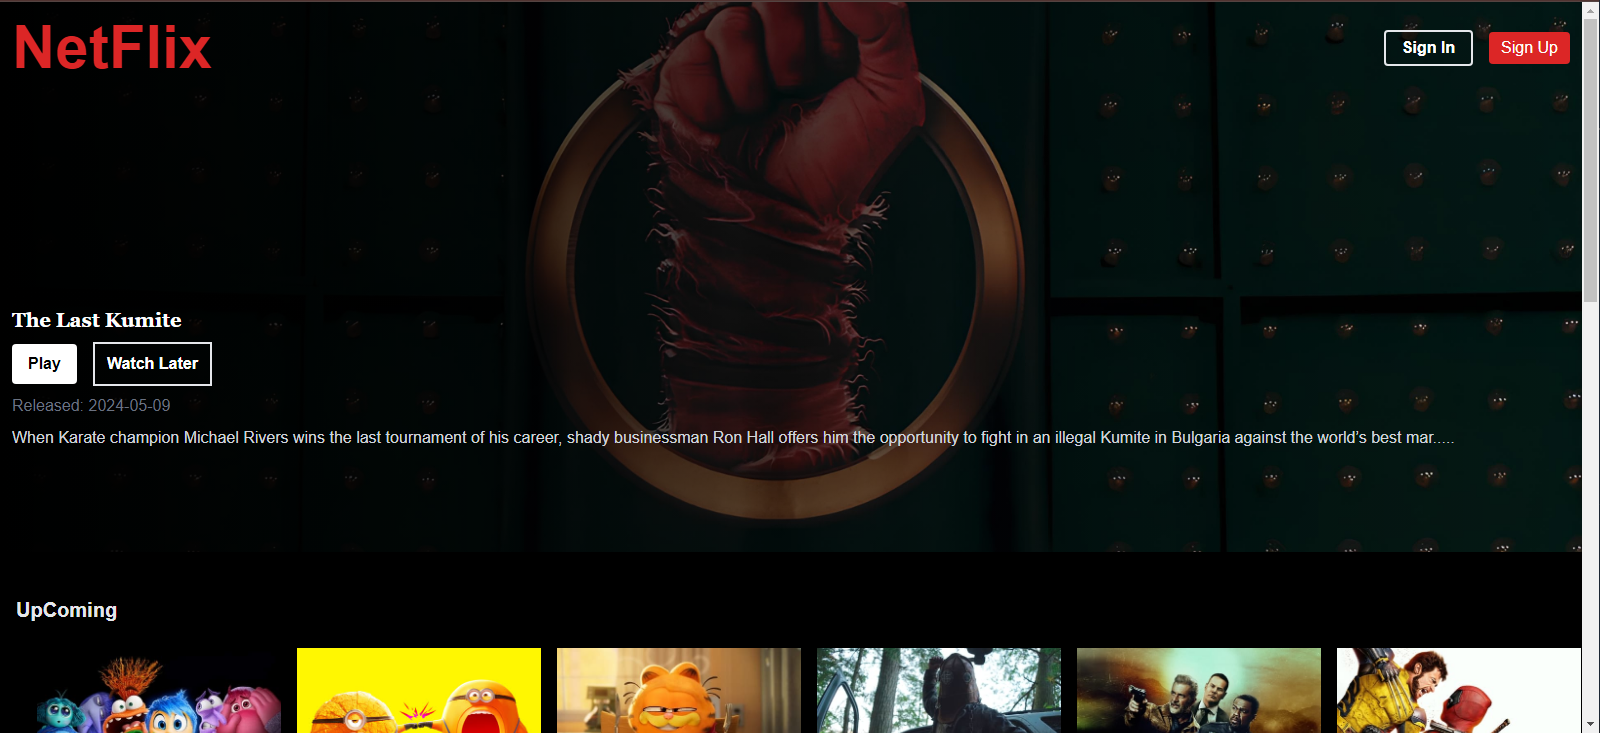 NetFlix
Sign In
Sign Up
The Last Kumite
Play
Watch Later
Released: 2024-05-09
When Karate champion Michael Rivers wins the last tournament of his career, shady businessman Ron Hall offers him the opportunity to fight in an illegal Kumite in Bulgaria against the world’s best mar.....
UpComing